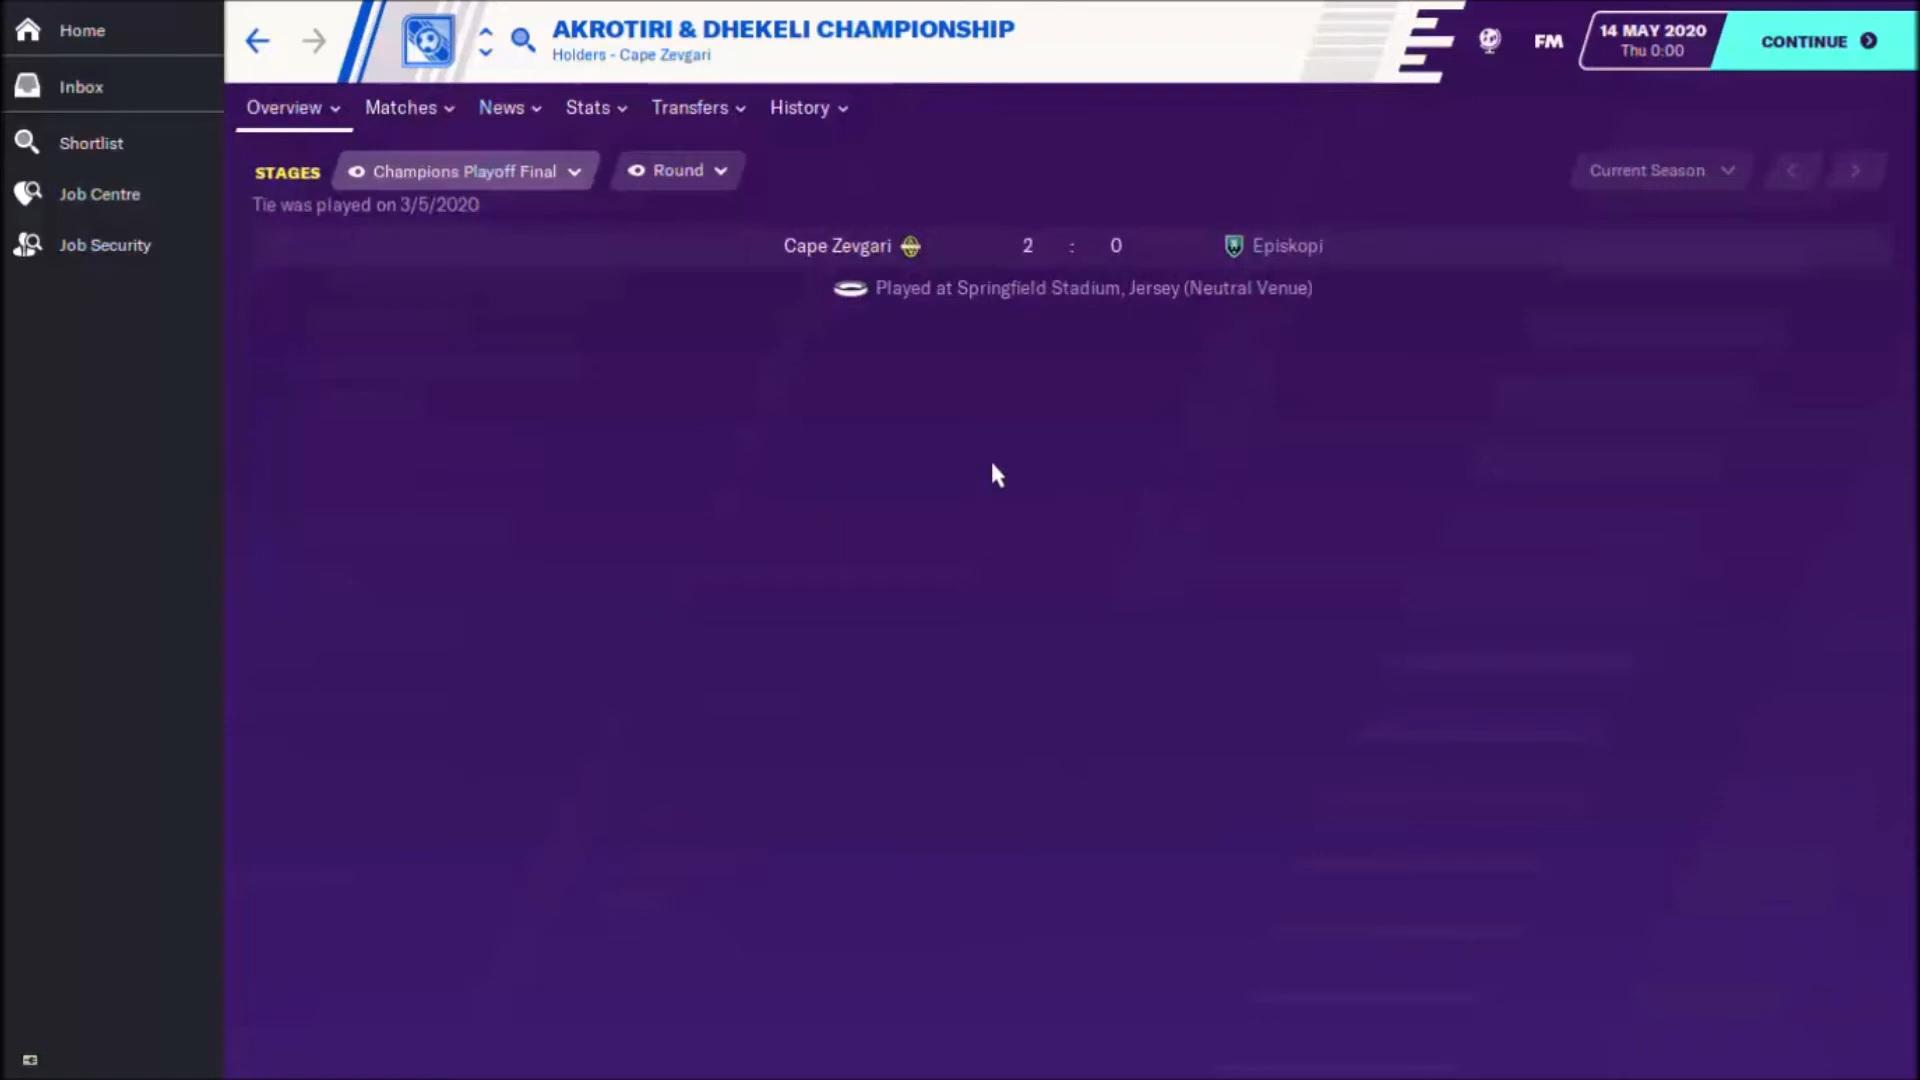 Home
Inbox
Shortlist
Job Centre
Job Security
AKROTIRI & DHEKELI CHAMPIONSHIP
Holders - Cape Zevgari
FM
14 MAY 2020
Thu 0:00
CONTINUE
Overview
Matches
News
Stats
Transfers
History
STAGES
Champions Playoff Final
Round
Current Season
Tie was played on 3/5/2020
Cape Zevgari 2 : 0 Episkopi
Played at Springfield Stadium, Jersey (Neutral Venue)